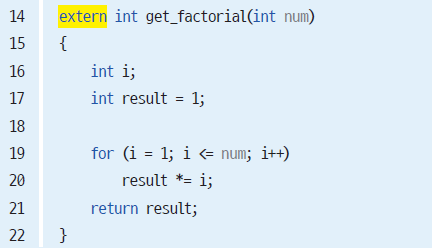 14 extern int get_factorial(int num)
15 {
16     int i;
17     int result = 1;
18
19     for (i = 1; i <= num; i++)
20         result *= i;
21     return result;
22 }